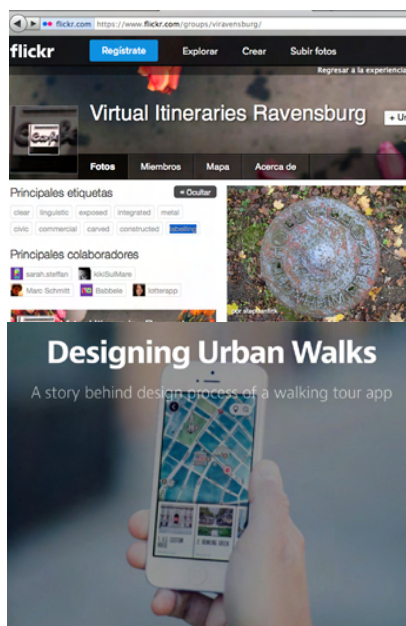 flickr.com https://www.flickr.com/groups/viravensburg/
flickr Regístrate Explorar Crear Subir fotos
Regresar a la experiencia
Virtual Itineraries Ravensburg
Café
Fotos Miembros Mapa Acerca de
Principales etiquetas « Ocultar
clear linguistic exposed integrated metal
civic commercial carved constructed labelling
Principales colaboradores
sarah.steffan kikiSulMare
Marc Schmitt Babbele lotterapp
por stephanfink
Designing Urban Walks
A story behind design process of a walking tour app